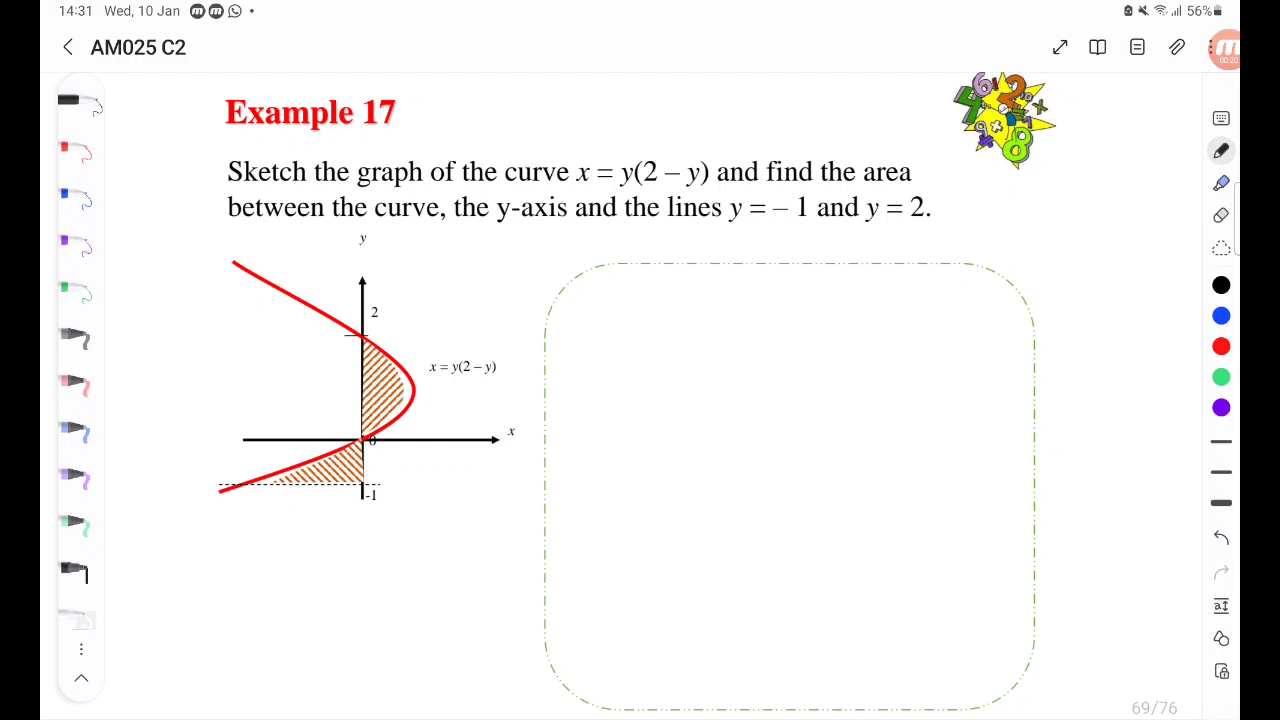 14:31 Wed, 10 Jan
56%
AM025 C2
00:20
Example 17
Sketch the graph of the curve x = y(2 – y) and find the area
between the curve, the y-axis and the lines y = – 1 and y = 2.
y
2
x = y(2 – y)
x
0
-1
69/76